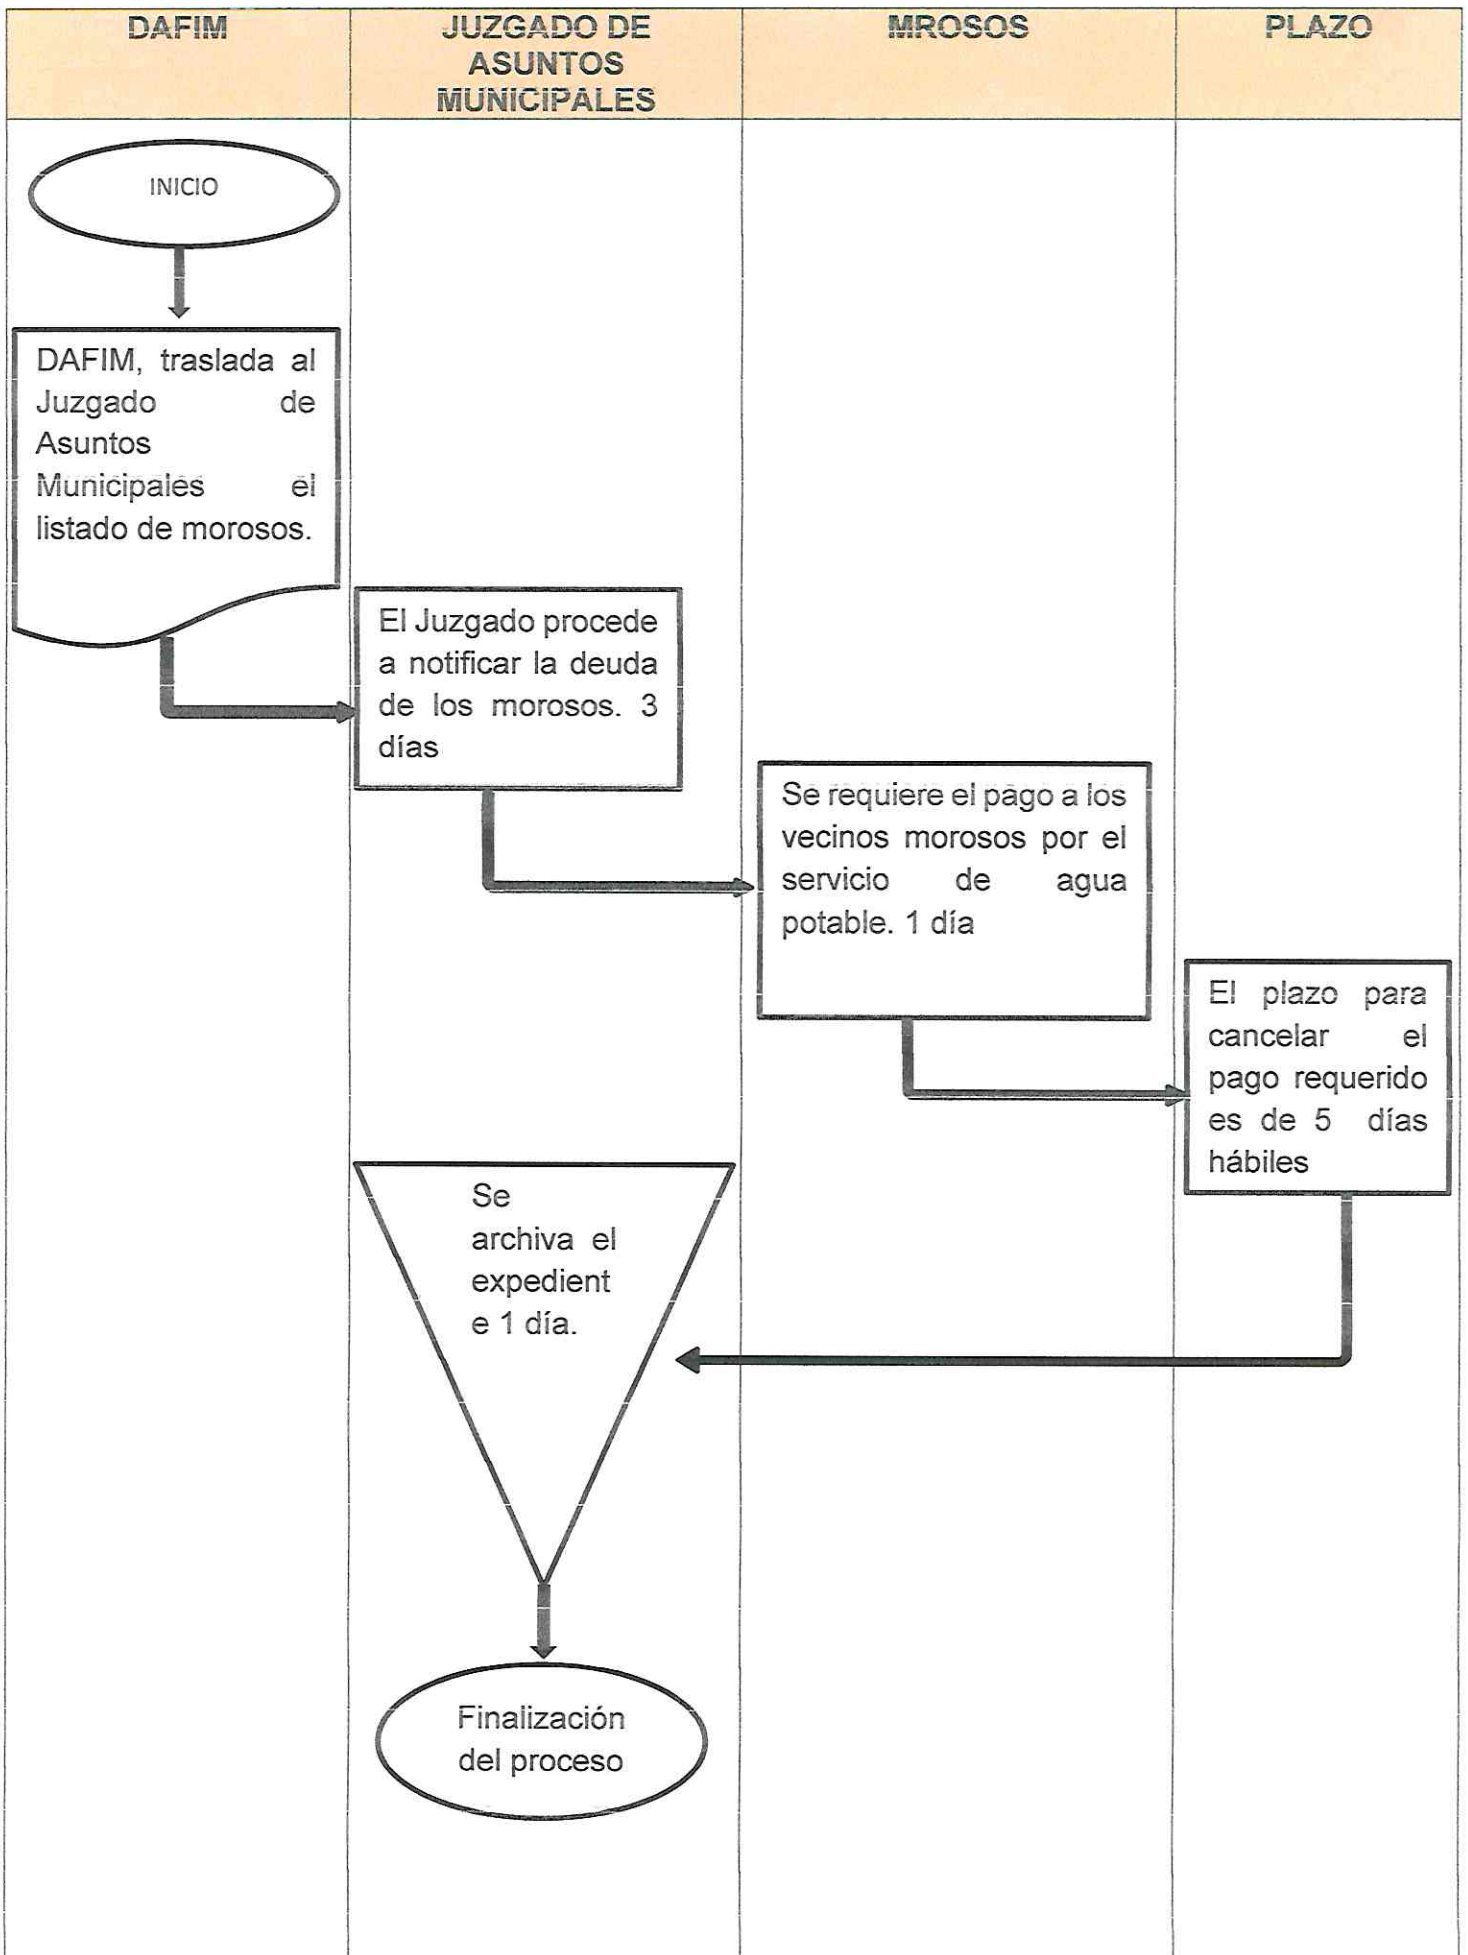 DAFIM
JUZGADO DE
ASUNTOS
MUNICIPALES
MROSOS
PLAZO
INICIO
DAFIM, traslada al
Juzgado de
Asuntos
Municipales el
listado de morosos.
El Juzgado procede
a notificar la deuda
de los morosos. 3
días
Se requiere el pago a los
vecinos morosos por el
servicio de agua
potable. 1 día
El plazo para
cancelar el
pago requerido
es de 5 días
hábiles
Se
archiva el
expedient
e 1 día.
Finalización
del proceso